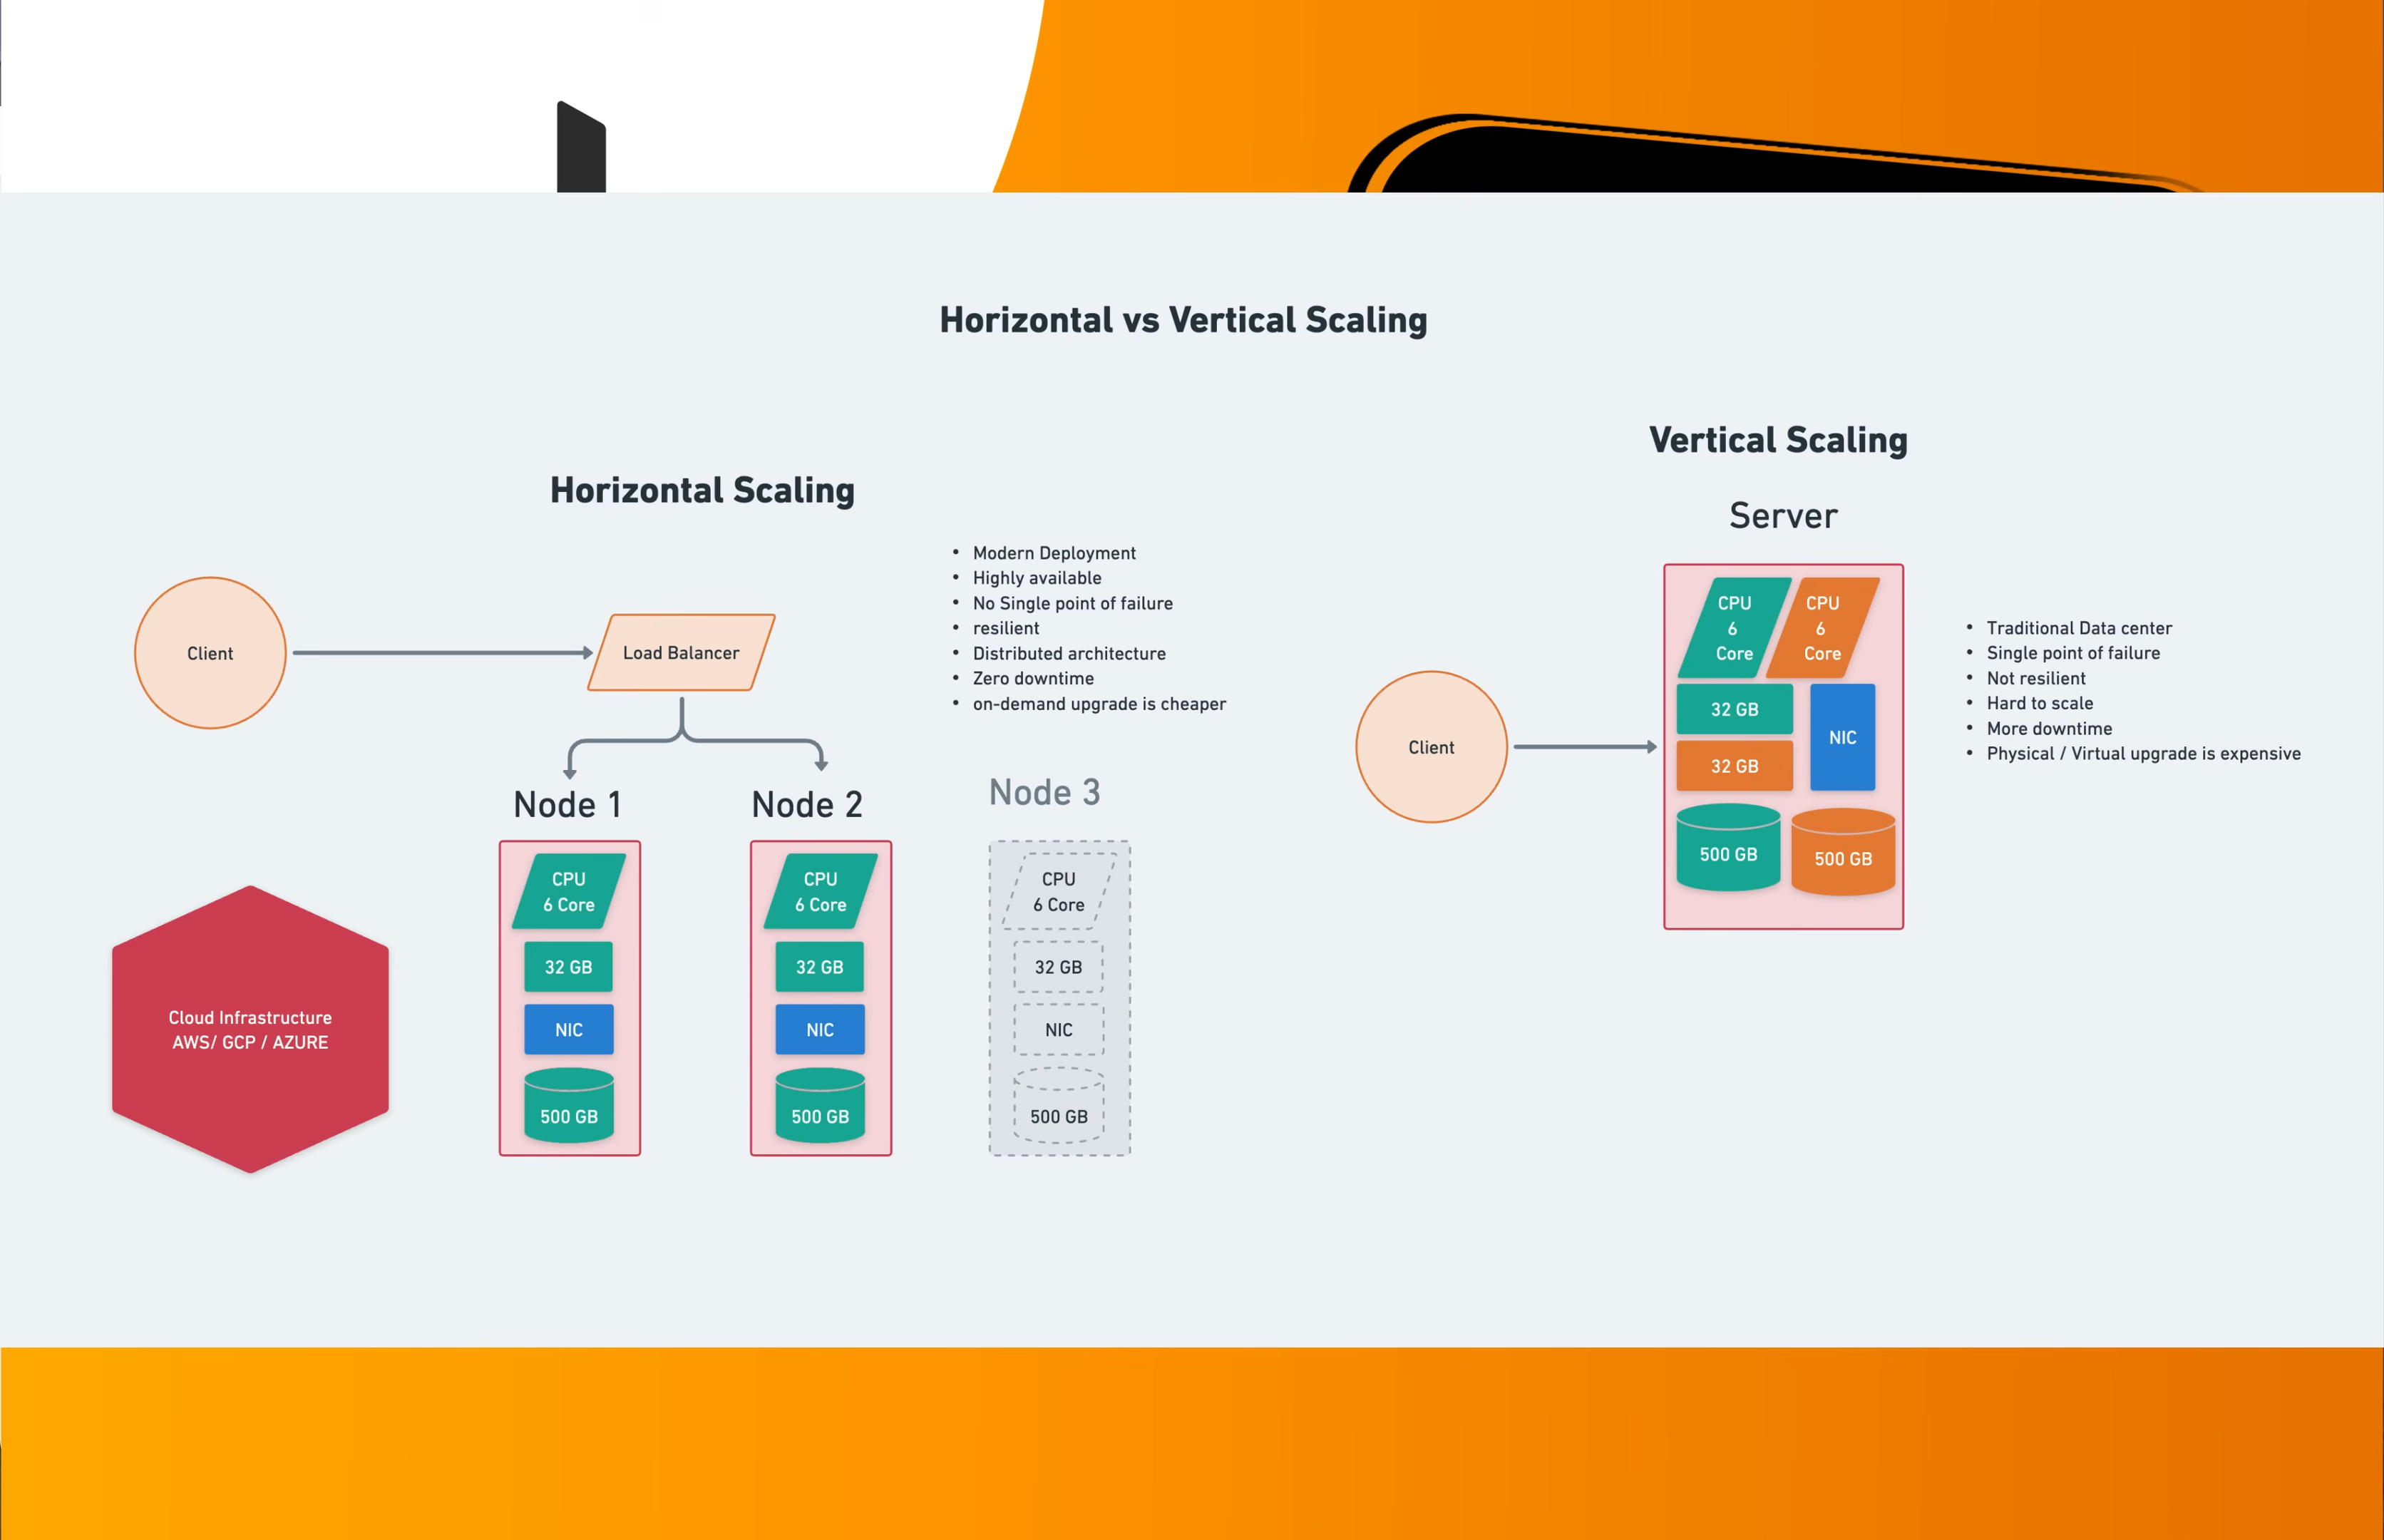 Horizontal vs Vertical Scaling
Horizontal Scaling
Client
Load Balancer
• Modern Deployment
• Highly available
• No Single point of failure
• resilient
• Distributed architecture
• Zero downtime
• on-demand upgrade is cheaper
Node 1
CPU
6 Core
32 GB
NIC
500 GB
Node 2
CPU
6 Core
32 GB
NIC
500 GB
Node 3
CPU
6 Core
32 GB
NIC
500 GB
Cloud Infrastructure
AWS/ GCP / AZURE
Vertical Scaling
Server
Client
CPU
6
Core
CPU
6
Core
32 GB
32 GB
NIC
500 GB
500 GB
• Traditional Data center
• Single point of failure
• Not resilient
• Hard to scale
• More downtime
• Physical / Virtual upgrade is expensive